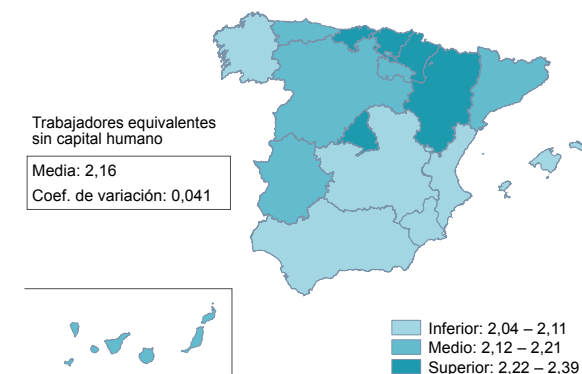 Trabajadores equivalentes
sin capital humano
Media: 2,16
Coef. de variación: 0,041
Inferior: 2,04 – 2,11
Medio: 2,12 – 2,21
Superior: 2,22 – 2,39